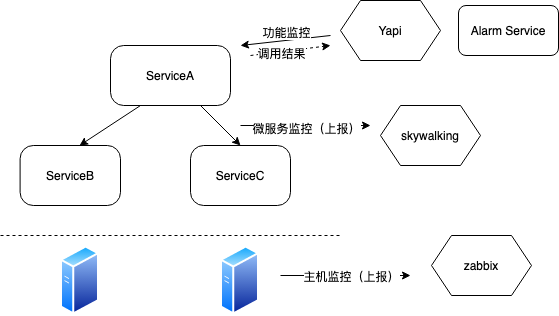 功能监控
Yapi
Alarm Service
调用结果
ServiceA
微服务监控（上报）
skywalking
ServiceB
ServiceC
主机监控（上报）
zabbix